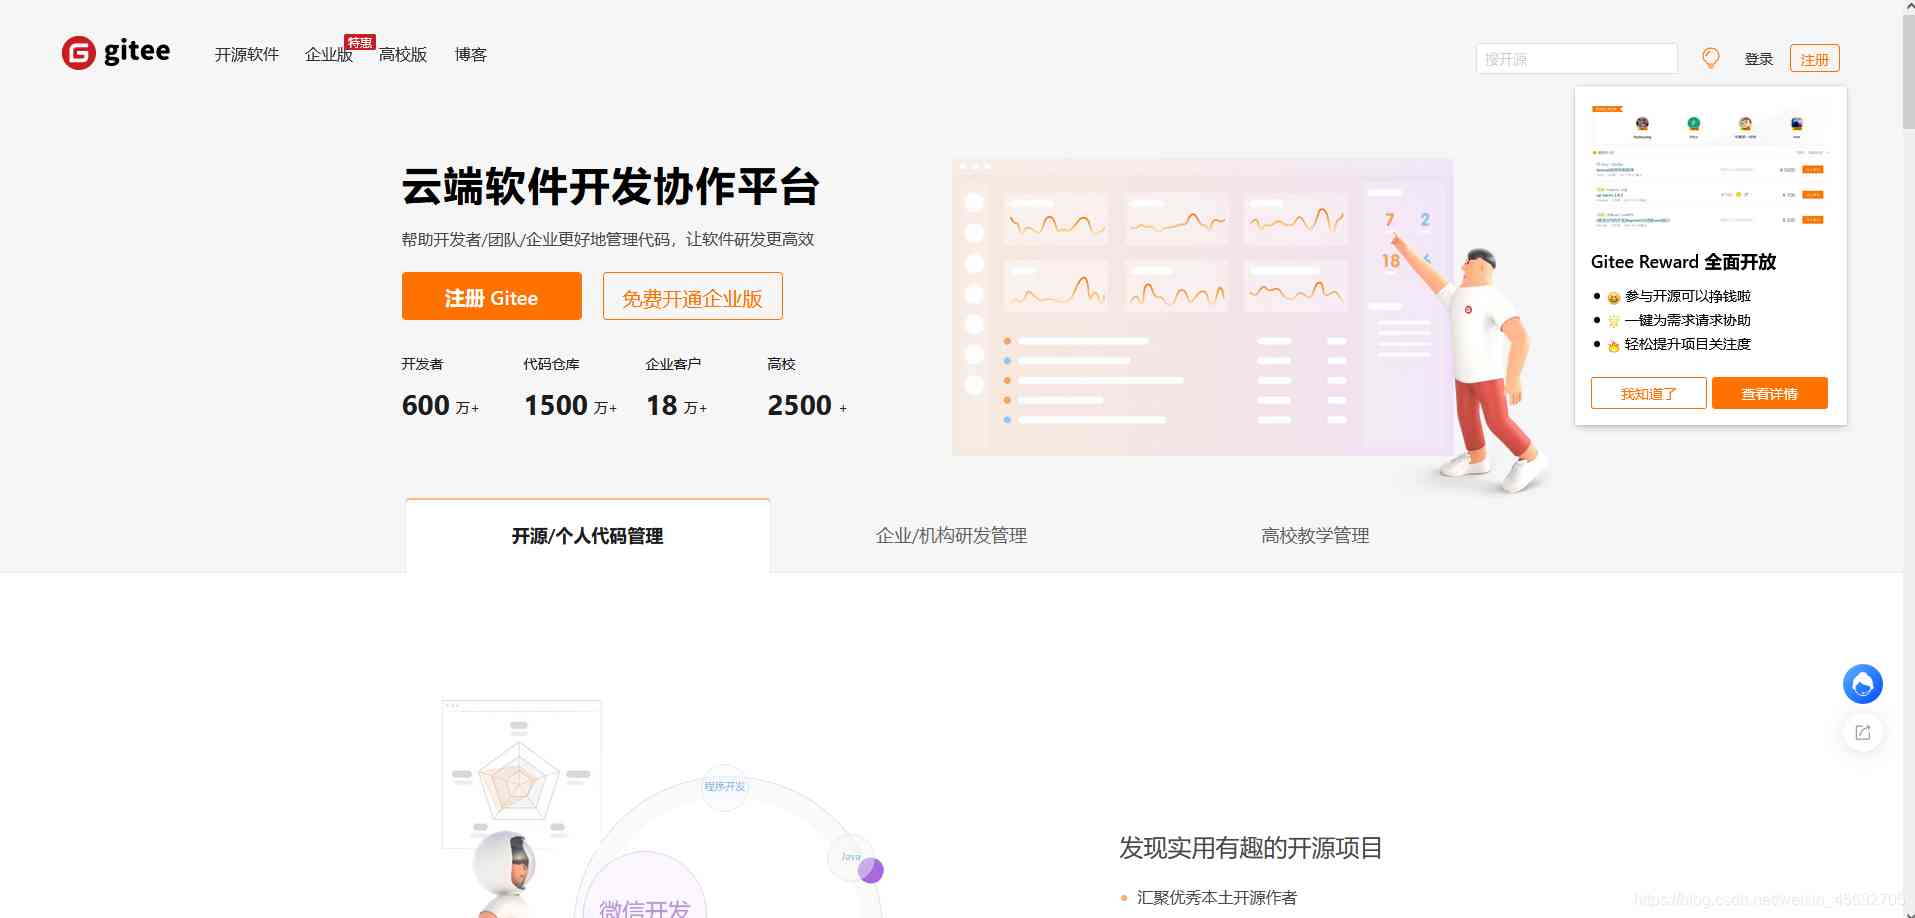 gitee
开源软件
企业版
特惠
高校版
博客
搜开源
登录
注册
云端软件开发协作平台
帮助开发者/团队/企业更好地管理代码，让软件研发更高效
注册 Gitee
免费开通企业版
开发者
代码仓库
企业客户
高校
600 万+
1500 万+
18 万+
2500 +
7
2
18
Gitee Reward 全面开放
参与开源可以挣钱啦
一键为需求请求协助
轻松提升项目关注度
我知道了
查看详情
开源/个人代码管理
企业/机构研发管理
高校教学管理
程序开发
Java
微信开发
发现实用有趣的开源项目
汇聚优秀本土开源作者